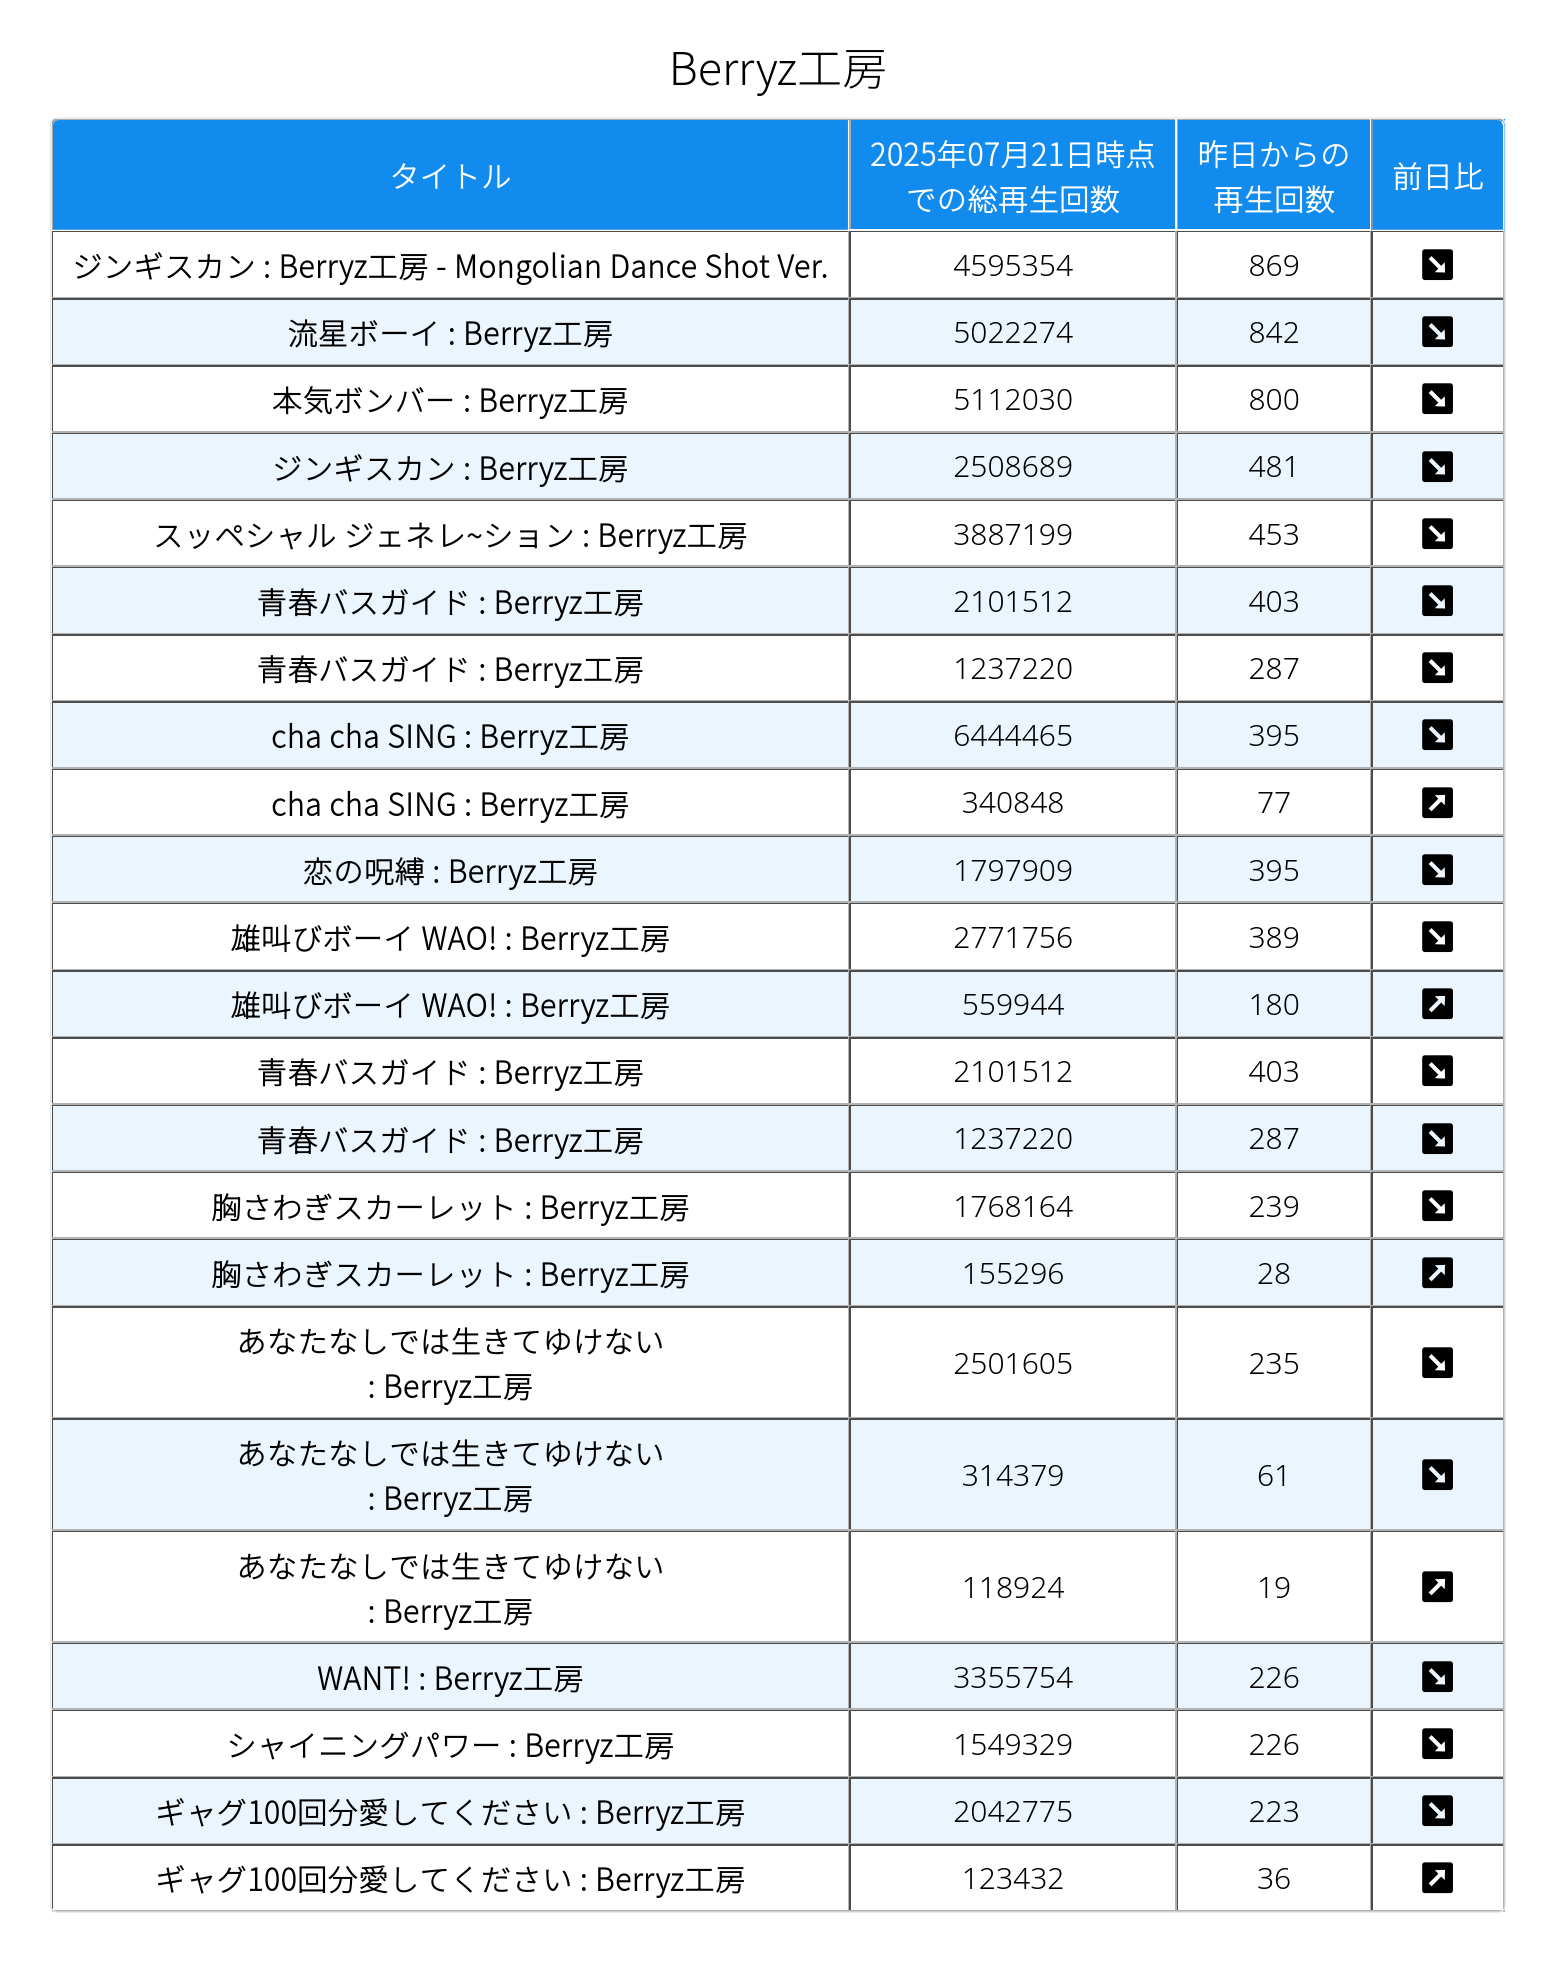 Berryz工房
タイトル
2025年07月21日時点
での総再生回数
昨日からの
再生回数
前日比
ジンギスカン : Berryz工房 - Mongolian Dance Shot Ver. 4595354 869
流星ボーイ : Berryz工房 5022274 842
本気ボンバー : Berryz工房 5112030 800
ジンギスカン : Berryz工房 2508689 481
スッペシャル ジェネレ~ション : Berryz工房 3887199 453
青春バスガイド : Berryz工房 2101512 403
青春バスガイド : Berryz工房 1237220 287
cha cha SING : Berryz工房 6444465 395
cha cha SING : Berryz工房 340848 77
恋の呪縛 : Berryz工房 1797909 395
雄叫びボーイ WAO! : Berryz工房 2771756 389
雄叫びボーイ WAO! : Berryz工房 559944 180
青春バスガイド : Berryz工房 2101512 403
青春バスガイド : Berryz工房 1237220 287
胸さわぎスカーレット : Berryz工房 1768164 239
胸さわぎスカーレット : Berryz工房 155296 28
あなたなしでは生きてゆけない
: Berryz工房 2501605 235
あなたなしでは生きてゆけない
: Berryz工房 314379 61
あなたなしでは生きてゆけない
: Berryz工房 118924 19
WANT! : Berryz工房 3355754 226
シャイニングパワー : Berryz工房 1549329 226
ギャグ100回分愛してください : Berryz工房 2042775 223
ギャグ100回分愛してください : Berryz工房 123432 36